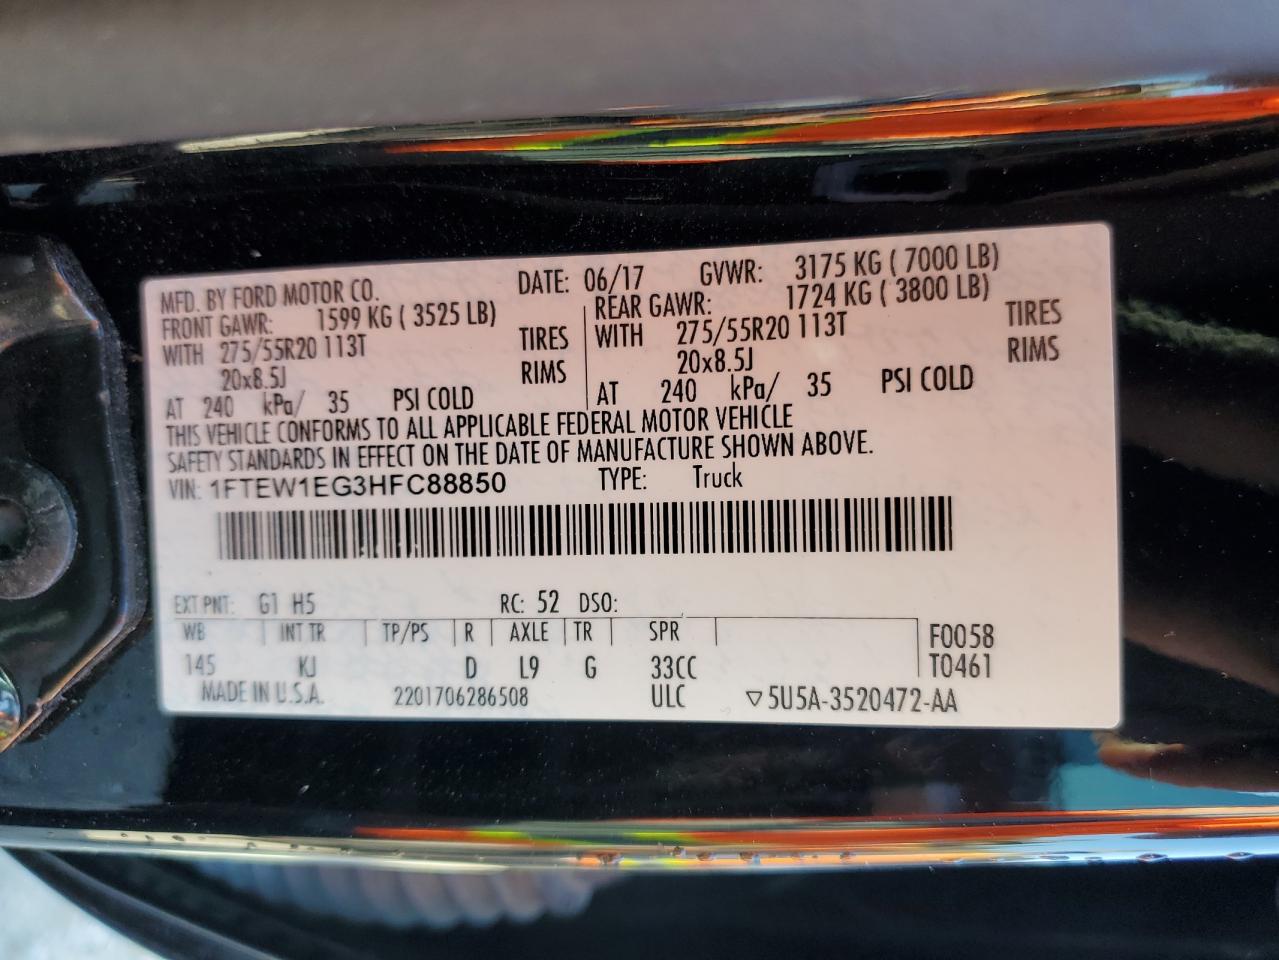 MFD. BY FORD MOTOR CO. DATE: 06/17 GVWR: 3175 KG ( 7000 LB)
FRONT GAWR: 1599 KG ( 3525 LB) REAR GAWR: 1724 KG ( 3800 LB)
WITH 275/55R20 113T TIRES WITH 275/55R20 113T TIRES
20x8.5J RIMS 20x8.5J RIMS
AT 240 kPa/ 35 PSI COLD AT 240 kPa/ 35 PSI COLD
THIS VEHICLE CONFORMS TO ALL APPLICABLE FEDERAL MOTOR VEHICLE
SAFETY STANDARDS IN EFFECT ON THE DATE OF MANUFACTURE SHOWN ABOVE.
VIN: 1FTEW1EG3HFC88850 TYPE: Truck
EXT PNT: G1 H5 RC: 52 DSO:
WB INT TR TP/PS R AXLE TR SPR F0058
145 KJ D L9 G 33CC T0461
MADE IN U.S.A. 2201706286508 ULC ▽5U5A-3520472-AA